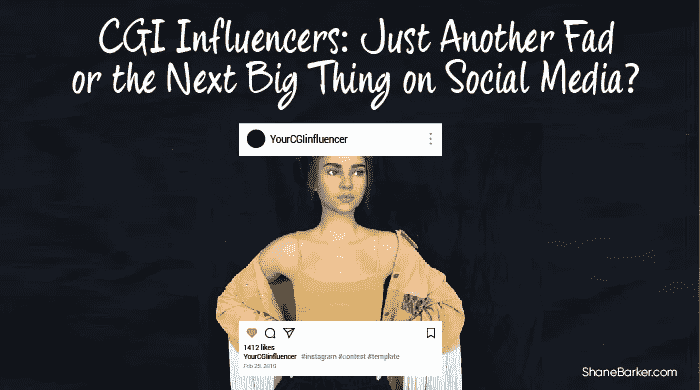 CGI Influencers: Just Another Fad
or the Next Big Thing on Social Media?
YourCGIinfluencer
1412 likes
YourCGIinfluencer #instagram #contest #template
ShaneBarker.com